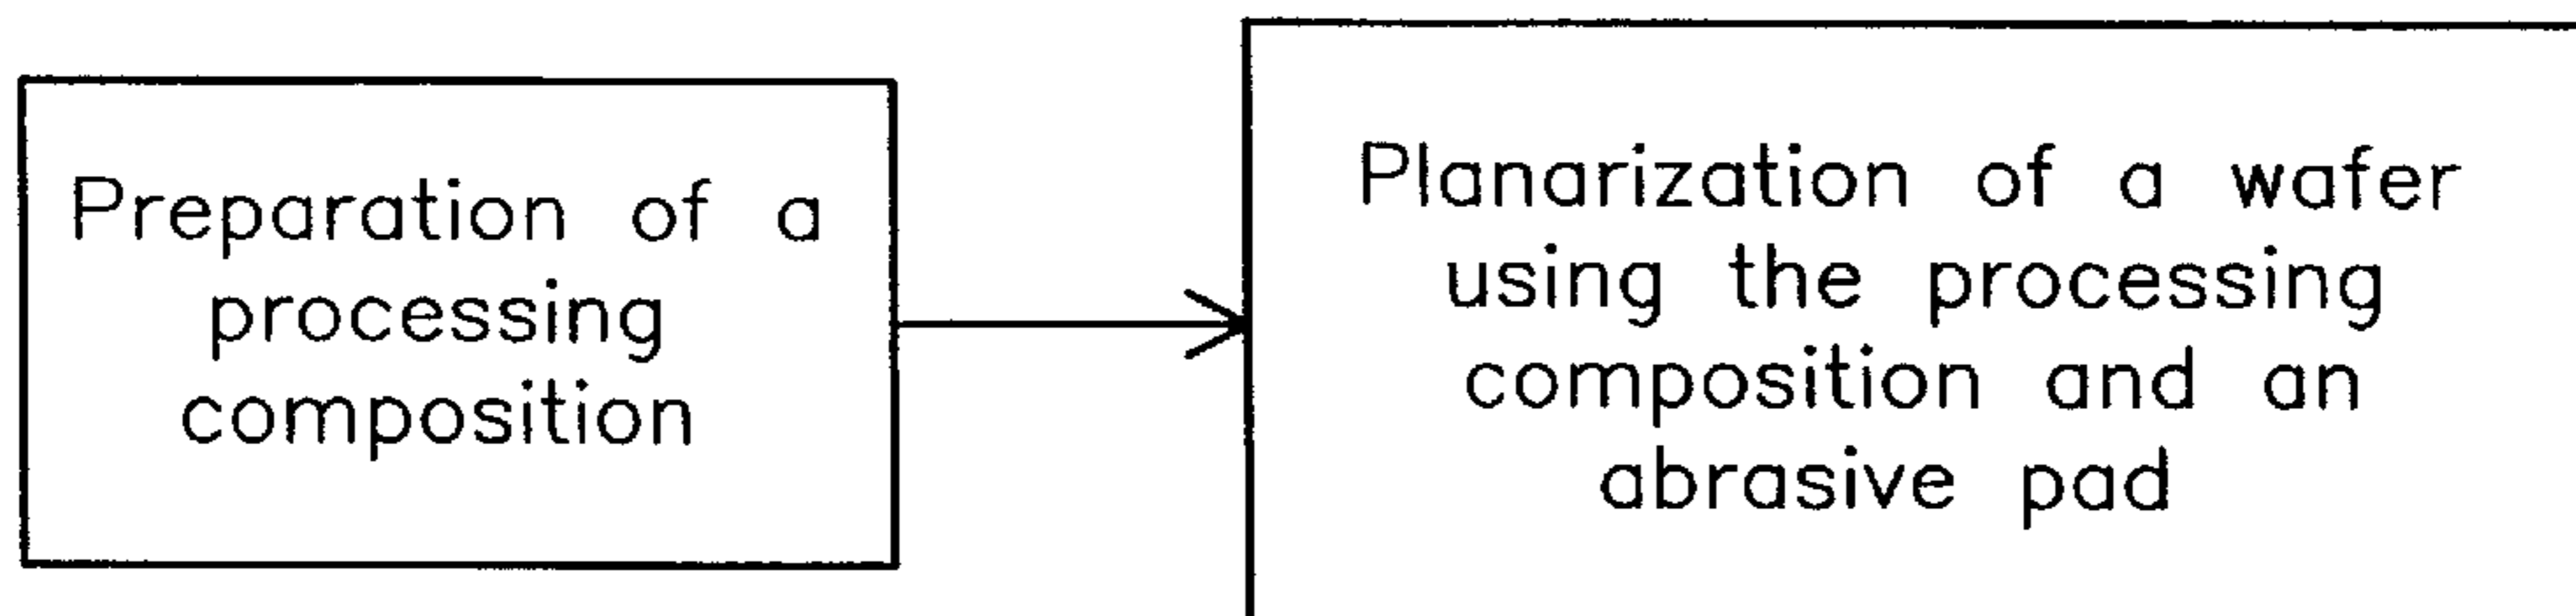 Preparation of a
processing
composition
Planarization of a wafer
using the processing
composition and an
abrasive pad